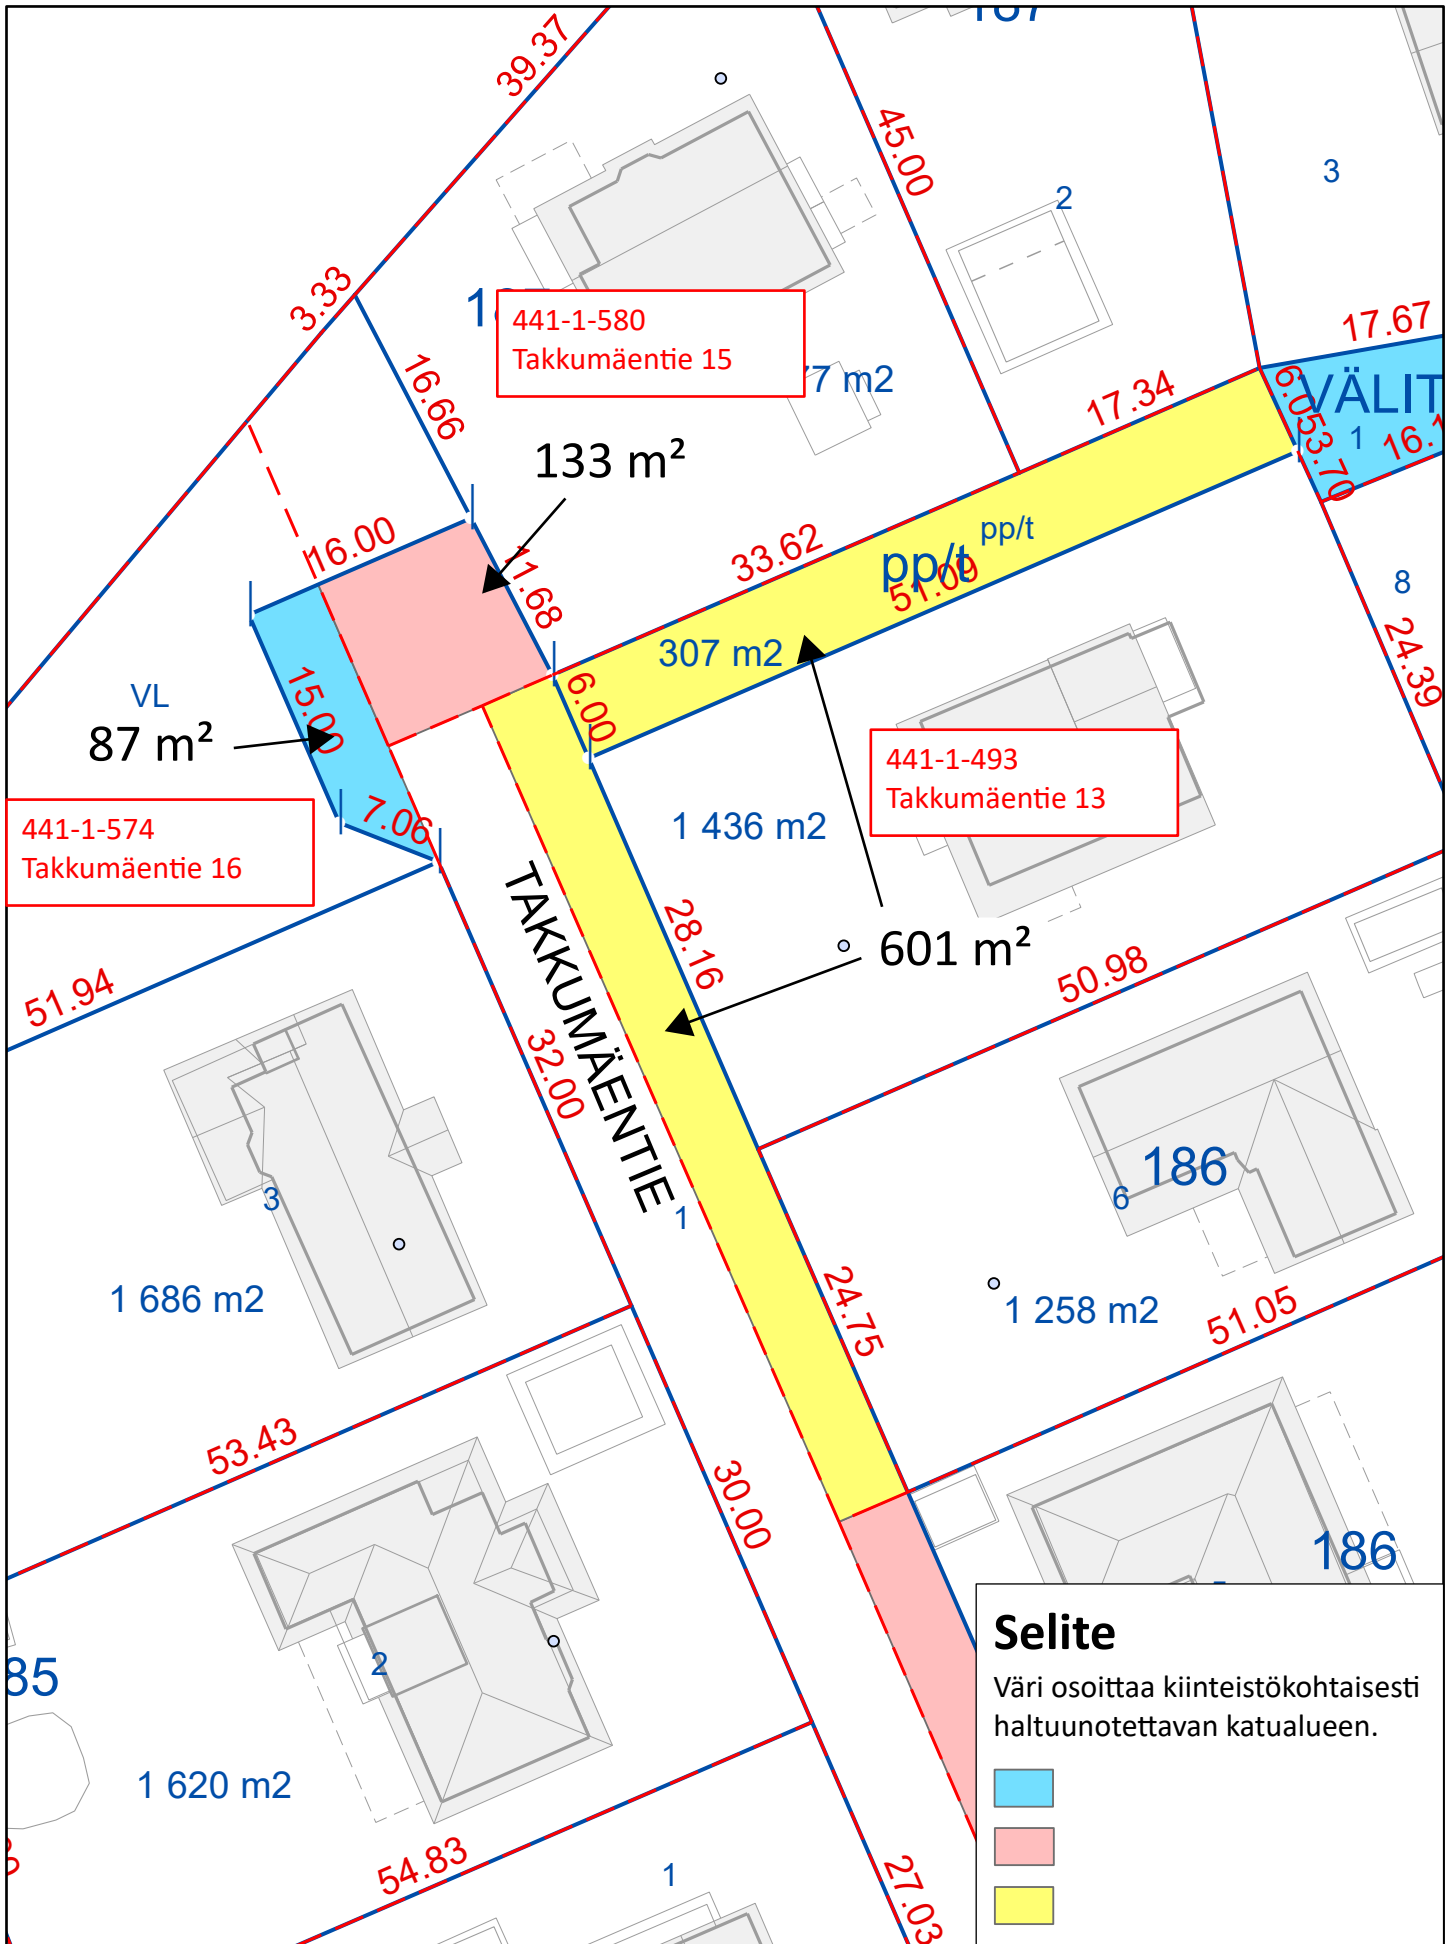 39.37
45.00
2
3
3.33
441-1-580
Takkumäentie 15
77 m2
17.67
16.66
17.34
6.05
3.70
VÄLIT
1
133 m²
16.00
11.68
33.62
pp/t
pp/t
51.09
8
307 m2
24.39
VL
87 m²
15.00
6.00
441-1-493
Takkumäentie 13
441-1-574
Takkumäentie 16
7.06
1 436 m2
TAKKUMÄENTIE
28.16
601 m²
51.94
50.98
32.00
186
6
3
1
1 686 m2
24.75
1 258 m2
51.05
53.43
30.00
186
2
85
1 620 m2
54.83
1
27.03
Selite
Väri osoittaa kiinteistökohtaisesti
haltuunotettavan katualueen.